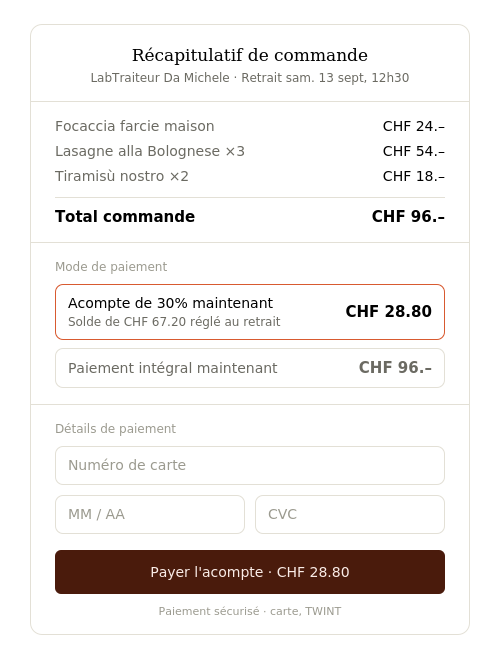 Récapitulatif de commande
LabTraiteur Da Michele · Retrait sam. 13 sept, 12h30
Focaccia farcie maison CHF 24.–
Lasagne alla Bolognese ×3 CHF 54.–
Tiramisù nostro ×2 CHF 18.–
Total commande CHF 96.–
Mode de paiement
Acompte de 30% maintenant CHF 28.80
Solde de CHF 67.20 réglé au retrait
Paiement intégral maintenant CHF 96.–
Détails de paiement
Numéro de carte
MM / AA CVC
Payer l'acompte · CHF 28.80
Paiement sécurisé · carte, TWINT